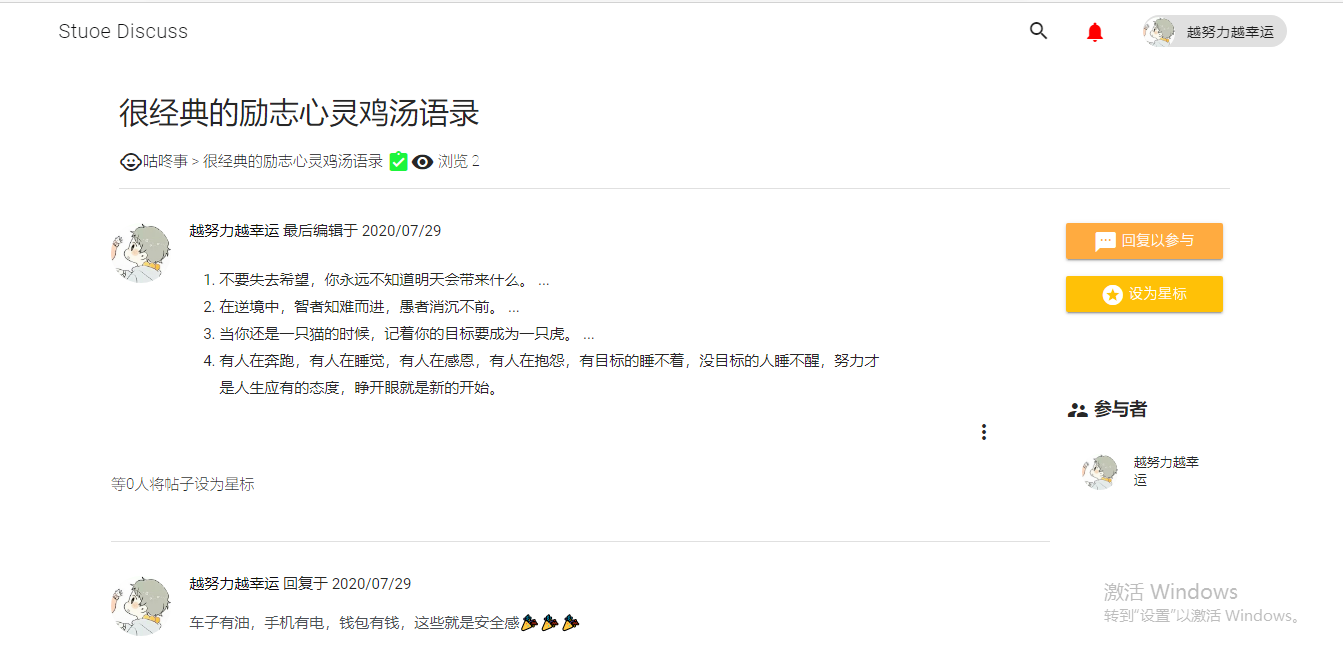 Stuoe Discuss
越努力越幸运
很经典的励志心灵鸡汤语录
咕咚事 > 很经典的励志心灵鸡汤语录 浏览 2
越努力越幸运 最后编辑于 2020/07/29
回复以参与
1. 不要失去希望，你永远不知道明天会带来什么。 ...
设为星标
2. 在逆境中，智者知难而进，愚者消沉不前。 ...
3. 当你还是一只猫的时候，记着你的目标要成为一只虎。 ...
4. 有人在奔跑，有人在睡觉，有人在感恩，有人在抱怨，有目标的睡不着，没目标的人睡不醒，努力才
是人生应有的态度，睁开眼就是新的开始。
参与者
越努力越幸
运
等0人将帖子设为星标
越努力越幸运 回复于 2020/07/29
车子有油，手机有电，钱包有钱，这些就是安全感🎉🎉🎉
激活 Windows
转到"设置"以激活 Windows。